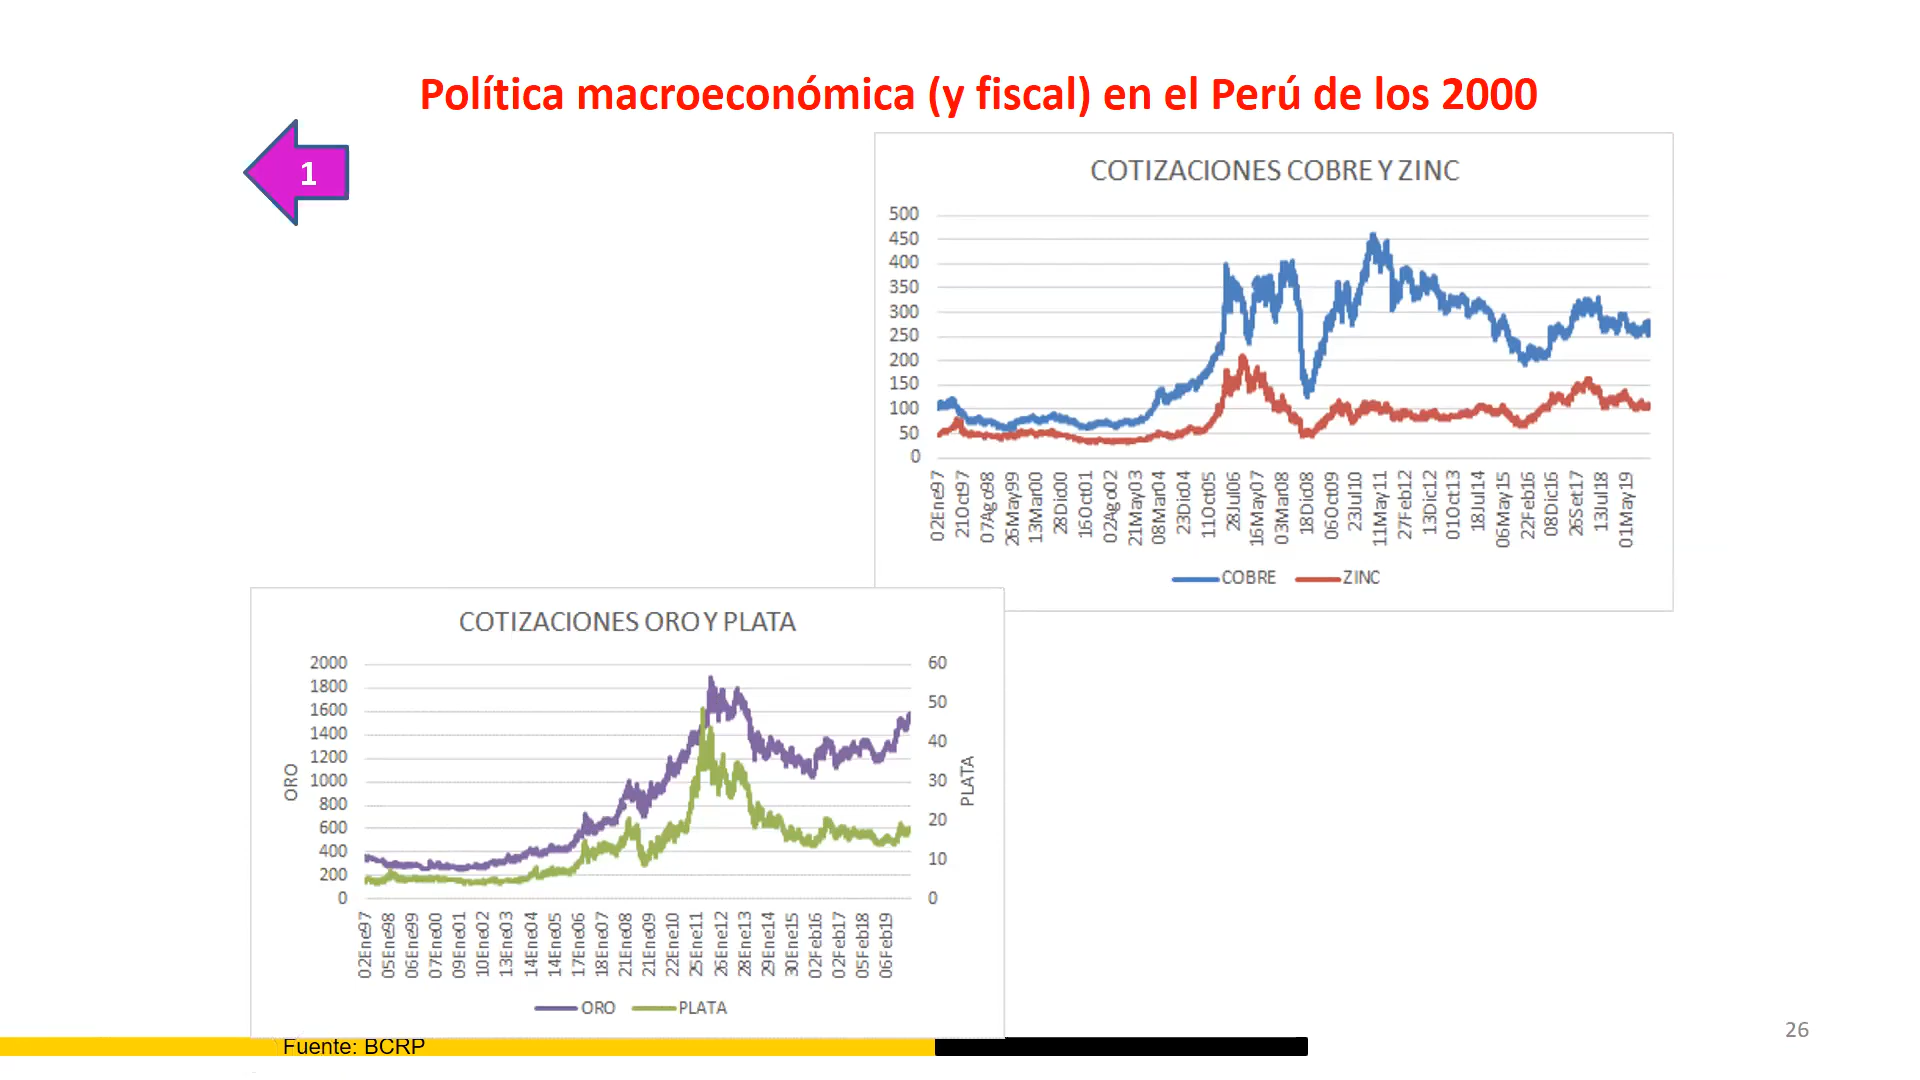 Política macroeconómica (y fiscal) en el Perú de los 2000
1
COTIZACIONES COBRE Y ZINC
500
450
400
350
300
250
200
150
100
50
0
02Ene97
21Oct97
07Ago98
26May99
13Mar00
28Dic00
16Oct01
02Ago02
21May03
08Mar04
23Dic04
11Oct05
28Jul06
16May07
03Mar08
18Dic08
06Oct09
23Jul10
11May11
27Feb12
13Dic12
01Oct13
18Jul14
06May15
22Feb16
08Dic16
26Set17
13Jul18
01May19
COBRE ZINC
COTIZACIONES ORO Y PLATA
ORO
2000
1800
1600
1400
1200
1000
800
600
400
200
0
60
50
40
30
20
10
0
PLATA
02Ene97
05Ene98
06Ene99
07Ene00
09Ene01
10Ene02
13Ene03
14Ene04
14Ene05
17Ene06
18Ene07
21Ene08
21Ene09
22Ene10
25Ene11
26Ene12
28Ene13
29Ene14
30Ene15
02Feb16
02Feb17
05Feb18
06Feb19
ORO PLATA
Fuente: BCRP
26